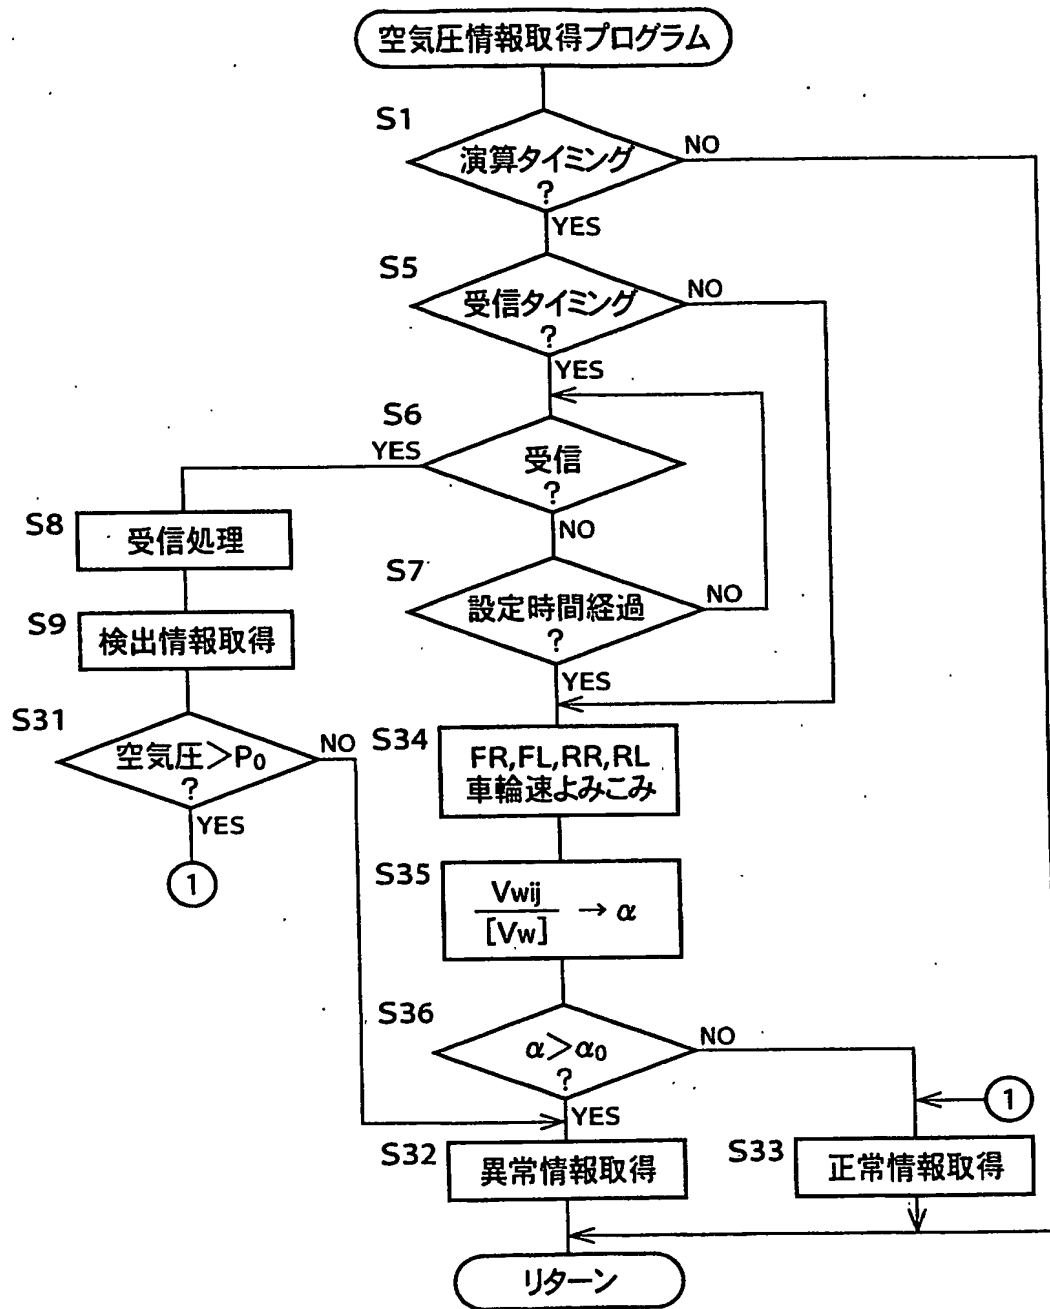 空気圧情報取得プログラム
S1
演算タイミング
?
NO
YES
S5
受信タイミング
?
NO
YES
S6
YES
受信
?
NO
S8
受信処理
S7
設定時間経過
?
NO
YES
S9
検出情報取得
S31
空気圧>P0
?
NO
YES
1
S34
FR,FL,RR,RL
車輪速よみこみ
S35
Vwij
[Vw]
→ α
S36
α>α0
?
NO
YES
1
S32
異常情報取得
S33
正常情報取得
リターン